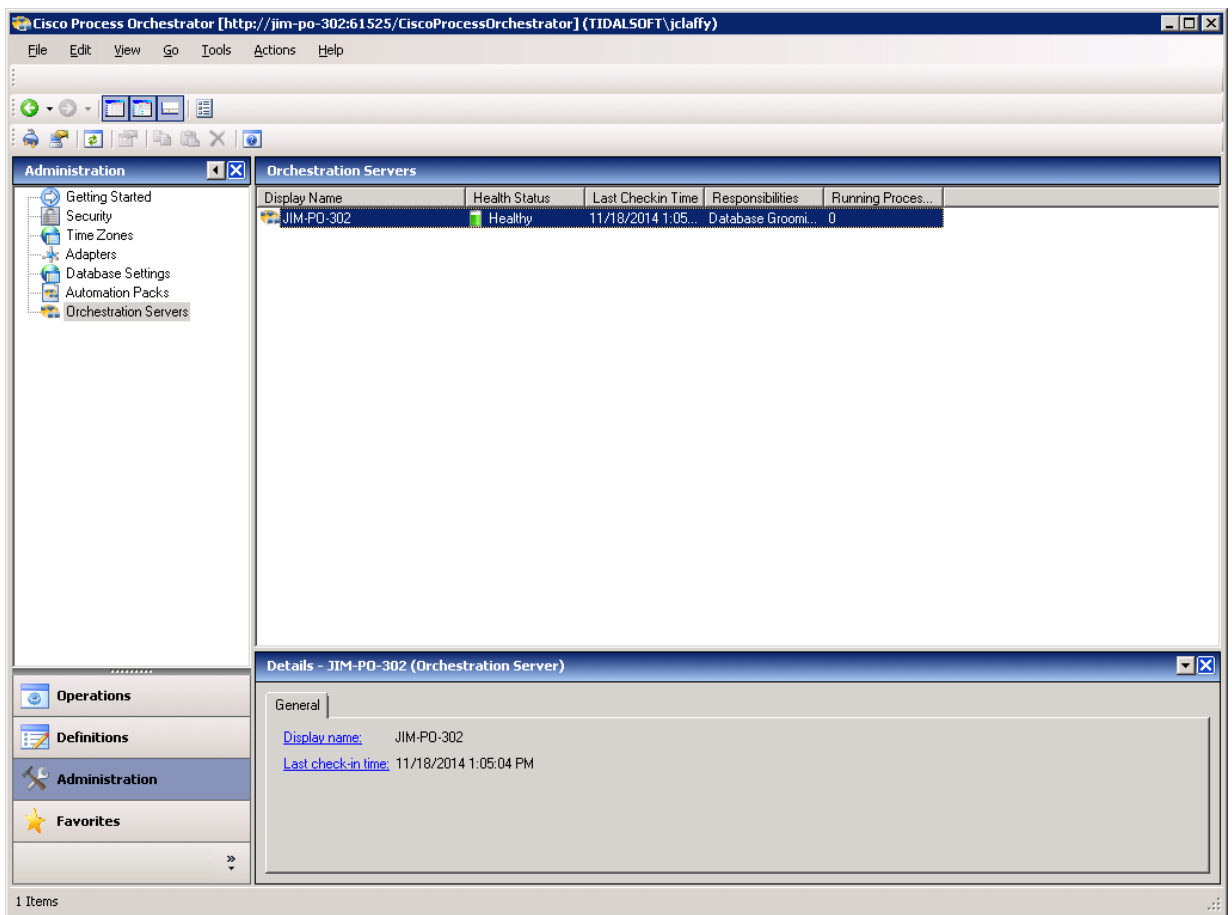 Cisco Process Orchestrator [http://jim-po-302:61525/CiscoProcessOrchestrator] (TIDALSOFT\jclaffy)
File Edit View Go Tools Actions Help
Administration
Getting Started
Security
Time Zones
Adapters
Database Settings
Automation Packs
Orchestration Servers
Operations
Definitions
Administration
Favorites
Orchestration Servers
Display Name Health Status Last Checkin Time Responsibilities Running Proces...
JIM-PO-302 Healthy 11/18/2014 1:05... Database Groomi... 0
Details - JIM-PO-302 (Orchestration Server)
General
Display name: JIM-PO-302
Last check-in time: 11/18/2014 1:05:04 PM
1 Items